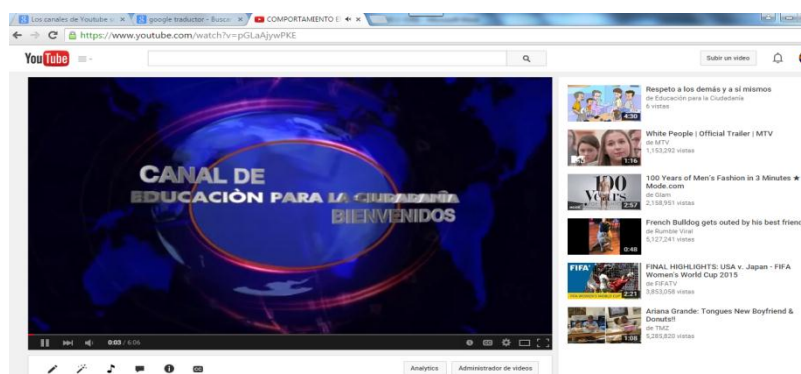 Los canales de Youtube
google traductor - Busca
COMPORTAMIENTO E
https://www.youtube.com/watch?v=pGLaAjywPKE
YouTube
Subir un video
CANAL DE
EDUCACIÒN PARA LA CIUDADANÍA
BIENVENIDOS
0:03 / 6:06
Analytics
Administrador de videos
Respeto a los demás y a sí mismos
de Educación para la Ciudadenia
6 vistas
4:30
White People | Official Trailer | MTV
de MTV
1,153,292 vistas
1:16
100 Years of Men's Fashion in 3 Minutes ★
Mode.com
de Glam
2,158,951 vistas
2:57
French Bulldog gets outed by his best frien
de Rumble Viral
5,127,241 vistas
0:48
FINAL HIGHLIGHTS: USA v. Japan - FIFA
Women's World Cup 2015
de FIFATV
3,853,058 vistas
2:21
Ariana Grande: Tongues New Boyfriend &
Donuts!!
de TMZ
5,285,820 vistas
1:08